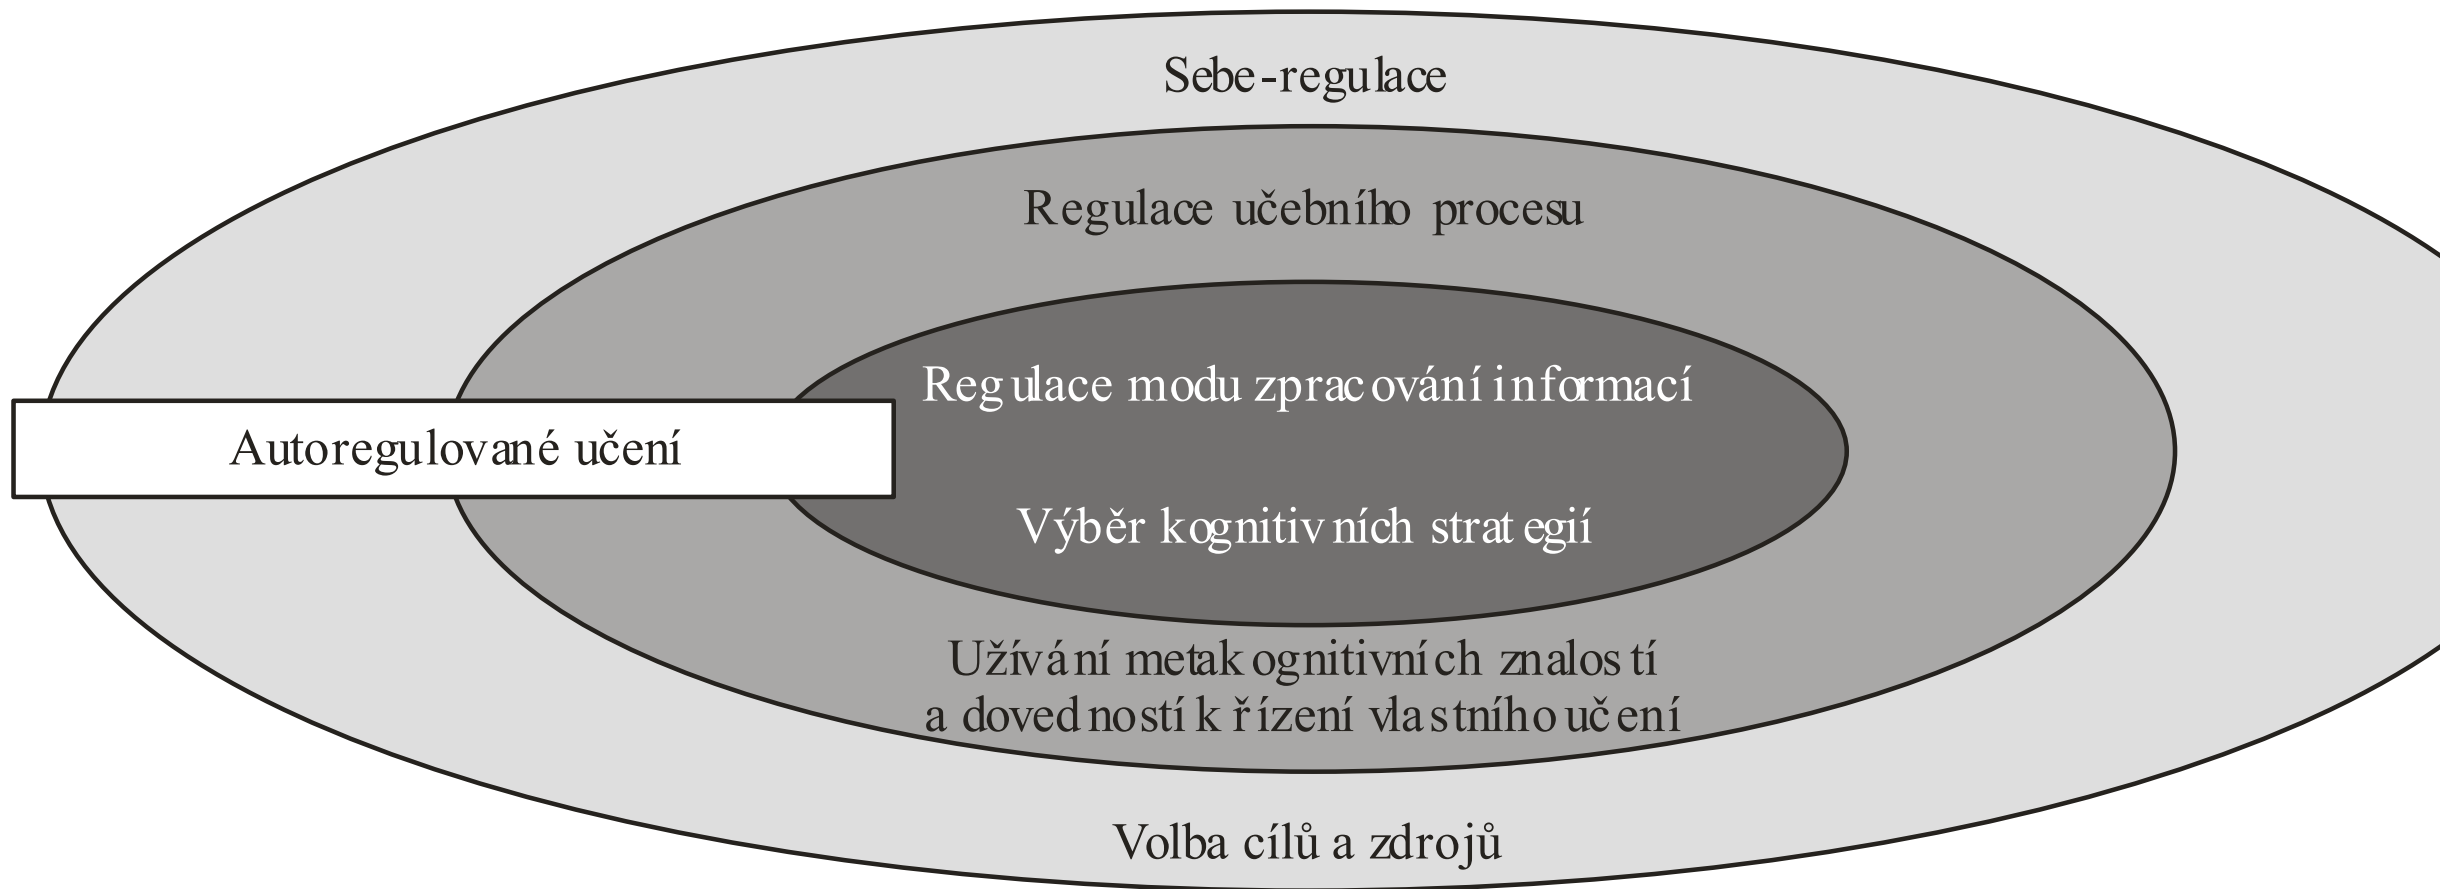 Sebe-regulace
Regulace učebního procesu
Regulace modu zpracování informací
Autoregulované učení
Výběr kognitivních strategií
Užívání metakognitivních znalostí
a dovedností k řízení vlastního učení
Volba cílů a zdrojů